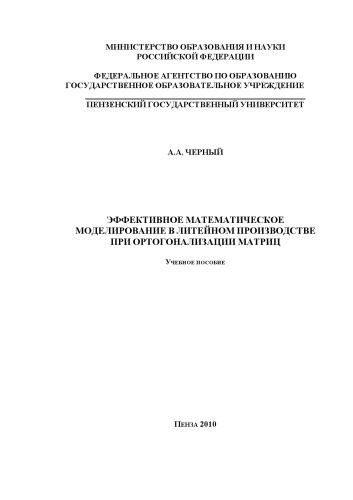 МИНИСТЕРСТВО ОБРАЗОВАНИЯ И НАУКИ
РОССИЙСКОЙ ФЕДЕРАЦИИ
ФЕДЕРАЛЬНОЕ АГЕНТСТВО ПО ОБРАЗОВАНИЮ
ГОСУДАРСТВЕННОЕ ОБРАЗОВАТЕЛЬНОЕ УЧРЕЖДЕНИЕ
ПЕНЗЕНСКИЙ ГОСУДАРСТВЕННЫЙ УНИВЕРСИТЕТ
А.А. ЧЕРНЫЙ
ЭФФЕКТИВНОЕ МАТЕМАТИЧЕСКОЕ
МОДЕЛИРОВАНИЕ В ЛИТЕЙНОМ ПРОИЗВОДСТВЕ
ПРИ ОРТОГОНАЛИЗАЦИИ МАТРИЦ
УЧЕБНОЕ ПОСОБИЕ
ПЕНЗА 2010